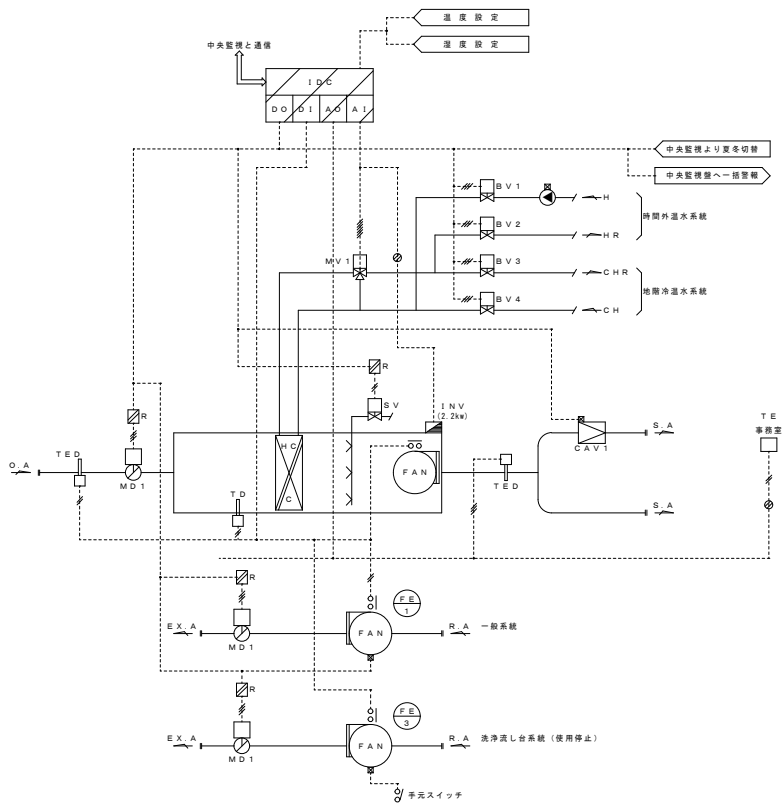 温度設定
湿度設定
中央監視と通信
IDC
DO DI AO AI
中央監視より夏冬切替
中央監視盤へ一括警報
BV1
H
時間外温水系統
BV2
HR
MV1
BV3
CHR
地階冷温水系統
BV4
CH
R
SV
INV
(2.2kw)
R
TE
事務室
S.A
CAV1
O.A
TED
MD1
HC
C
FAN
TED
TD
S.A
R
FE
1
EX.A
FAN
R.A
一般系統
MD1
R
FE
3
EX.A
FAN
R.A
洗浄流し台系統(使用停止)
MD1
手元スイッチ